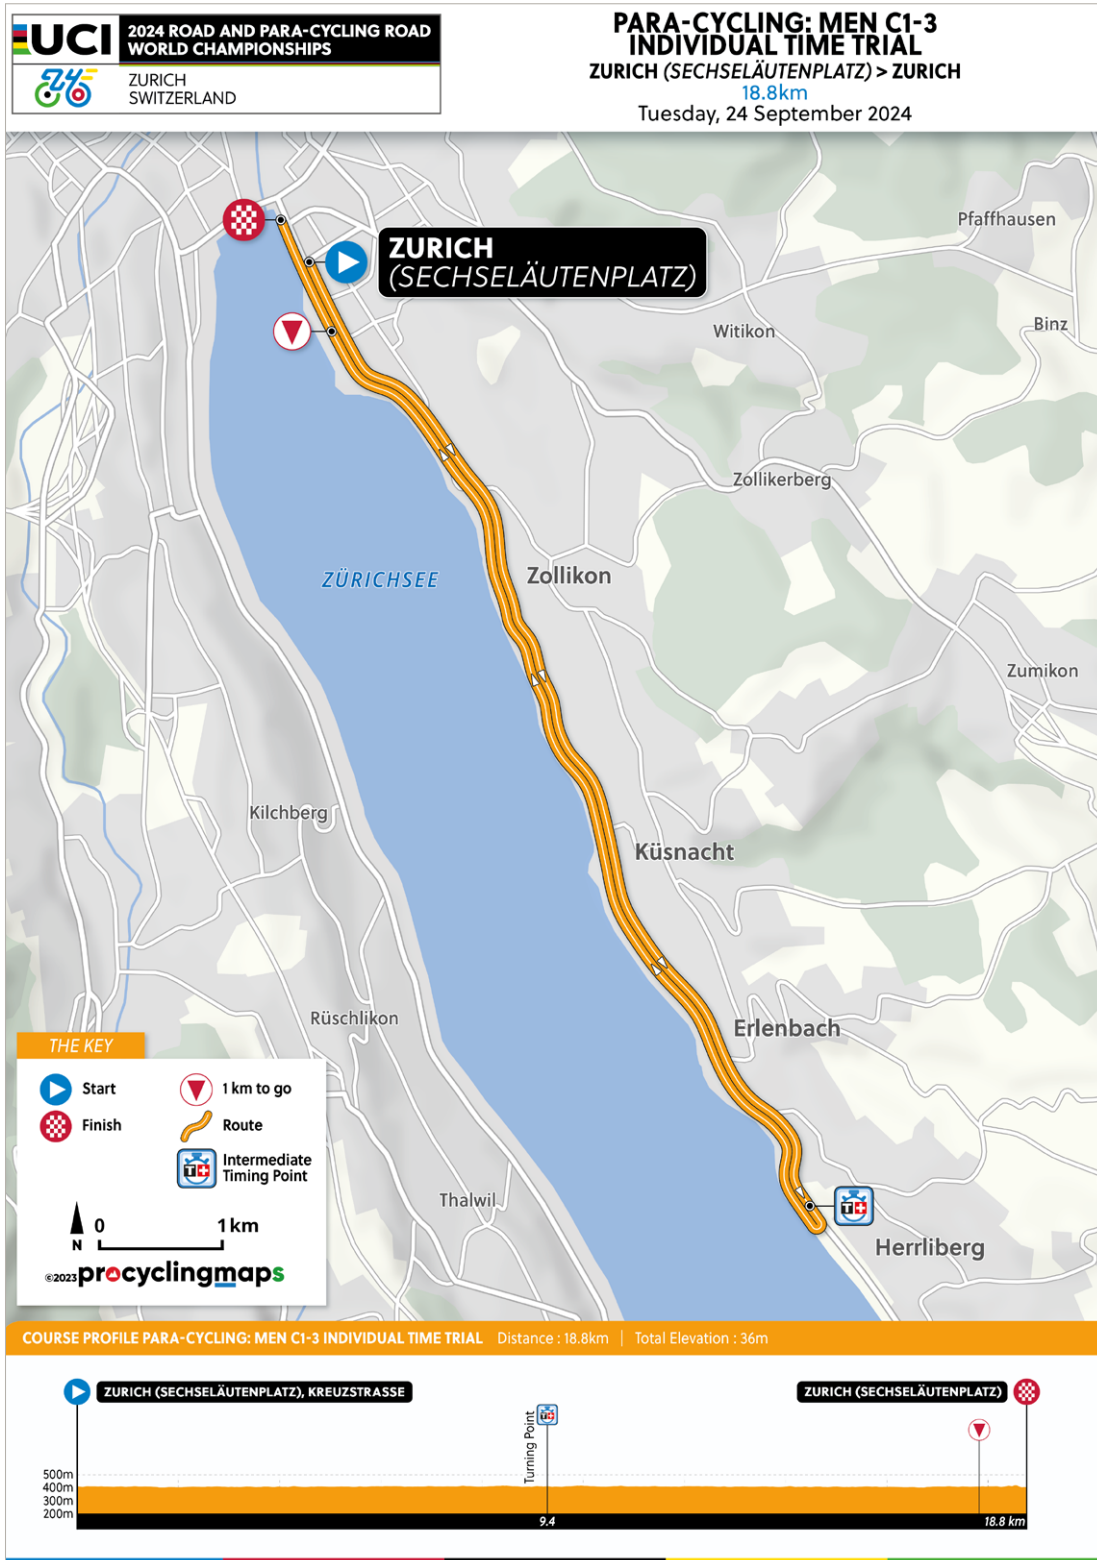 UCI
2024 ROAD AND PARA-CYCLING ROAD
WORLD CHAMPIONSHIPS
ZURICH
SWITZERLAND
PARA-CYCLING: MEN C1-3
INDIVIDUAL TIME TRIAL
ZURICH (SECHSELÄUTENPLATZ) > ZURICH
18.8km
Tuesday, 24 September 2024
Pfaffhausen
ZURICH
(SECHSELÄUTENPLATZ)
Witikon
Binz
Zollikerberg
ZÜRICHSEE
Zollikon
Zumikon
Kilchberg
Küsnacht
Rüschlikon
Erlenbach
Thalwil
Herrliberg
THE KEY
Start
1 km to go
Finish
Route
Intermediate
Timing Point
N
0 1km
©2023 procyclingmaps
COURSE PROFILE PARA-CYCLING: MEN C1-3 INDIVIDUAL TIME TRIAL Distance : 18.8km | Total Elevation : 36m
ZURICH (SECHSELÄUTENPLATZ), KREUZSTRASSE
ZURICH (SECHSELÄUTENPLATZ)
Turning Point
500m
400m
300m
200m
9.4
18.8 km